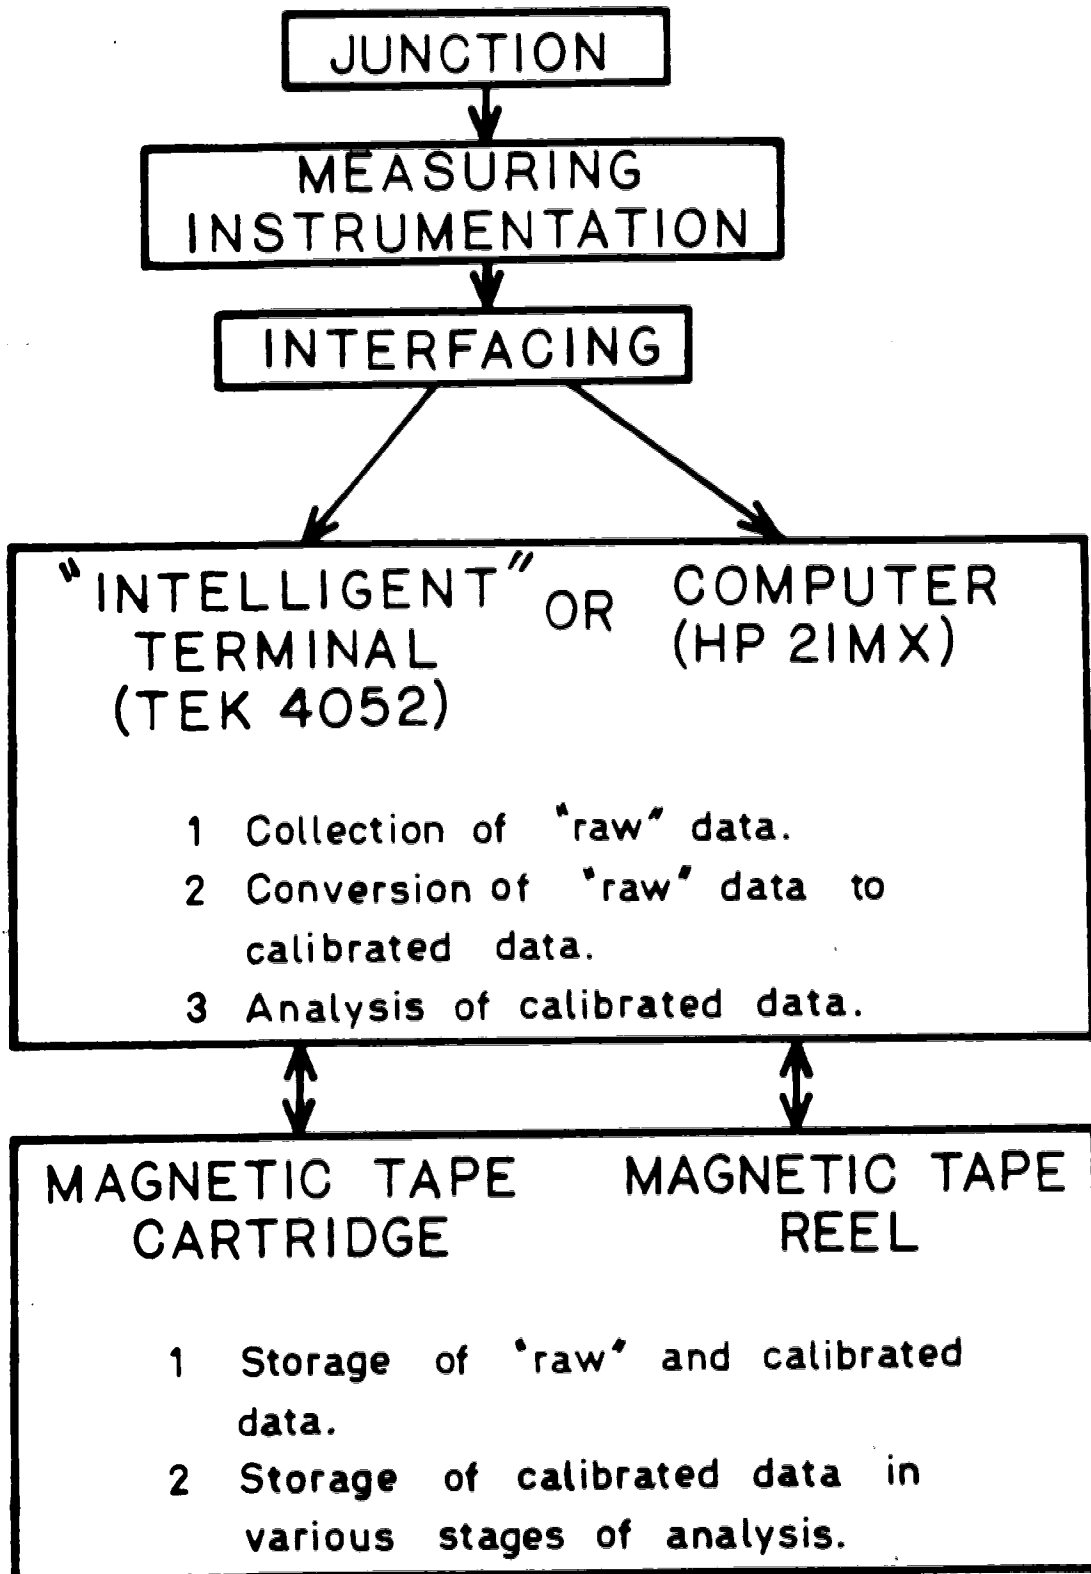 JUNCTION
MEASURING
INSTRUMENTATION
INTERFACING
"INTELLIGENT" OR COMPUTER
TERMINAL (HP 21MX)
(TEK 4052)
1 Collection of "raw" data.
2 Conversion of "raw" data to
calibrated data.
3 Analysis of calibrated data.
MAGNETIC TAPE MAGNETIC TAPE
CARTRIDGE REEL
1 Storage of "raw" and calibrated
data.
2 Storage of calibrated data in
various stages of analysis.